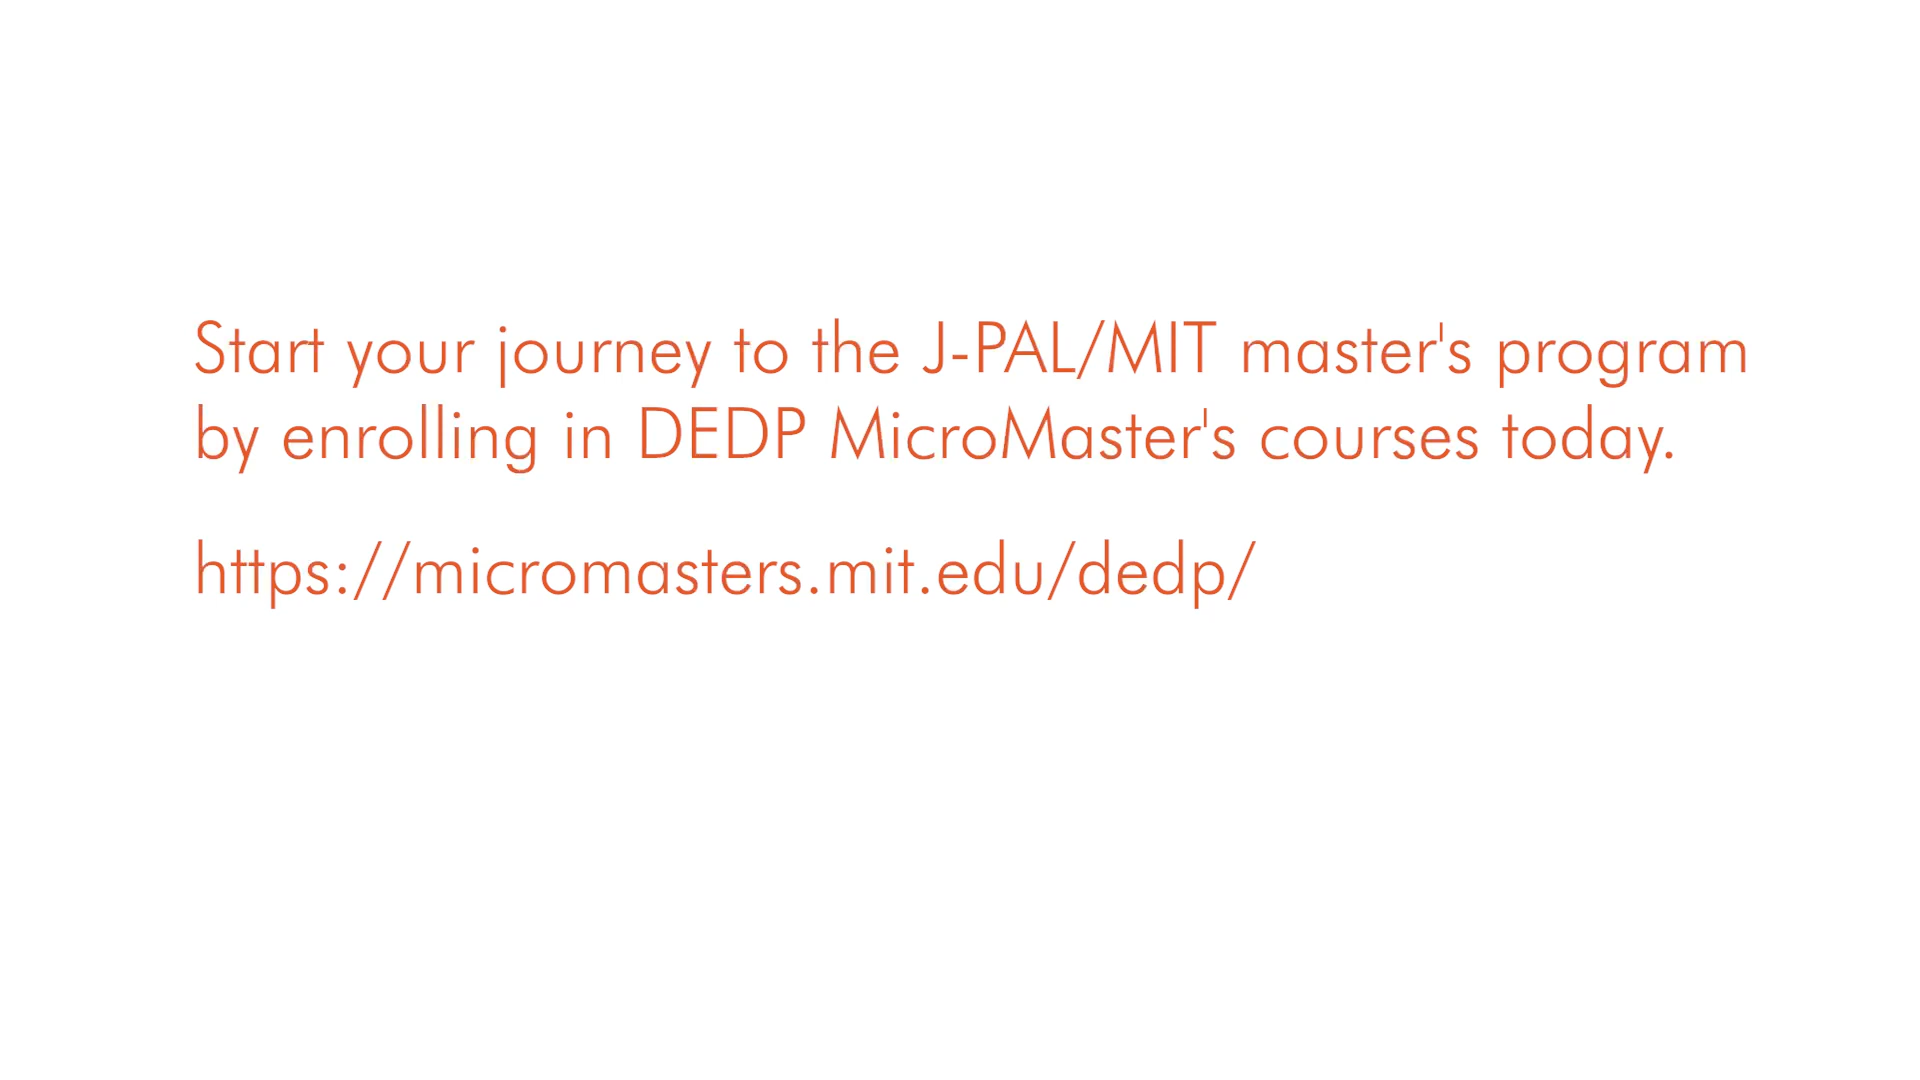 Start your journey to the J-PAL/MIT master's program
by enrolling in DEDP MicroMaster's courses today.
https://micromasters.mit.edu/dedp/